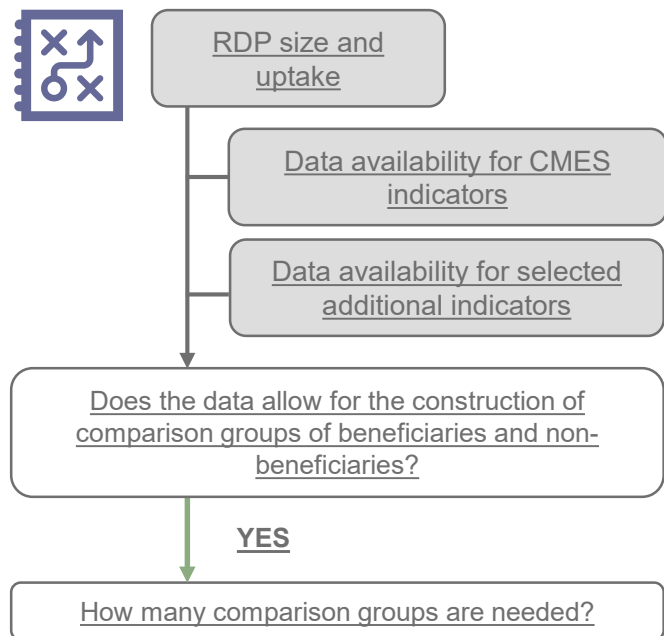 RDP size and
uptake
Data availability for CMES
indicators
Data availability for selected
additional indicators
Does the data allow for the construction of
comparison groups of beneficiaries and non-
beneficiaries?
YES
How many comparison groups are needed?